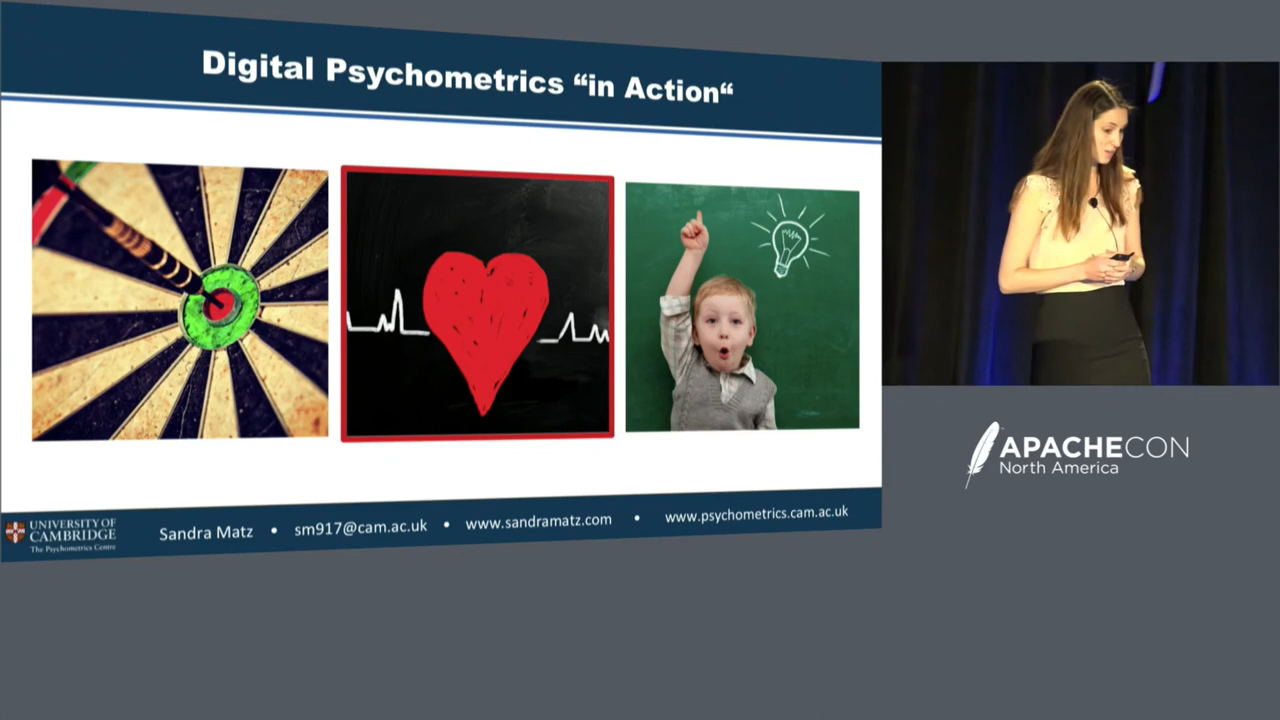 Digital Psychometrics “in Action“
UNIVERSITY OF
CAMBRIDGE
The Psychometrics Centre
Sandra Matz • sm917@cam.ac.uk • www.sandramatz.com • www.psychometrics.cam.ac.uk
APACHECON
North America